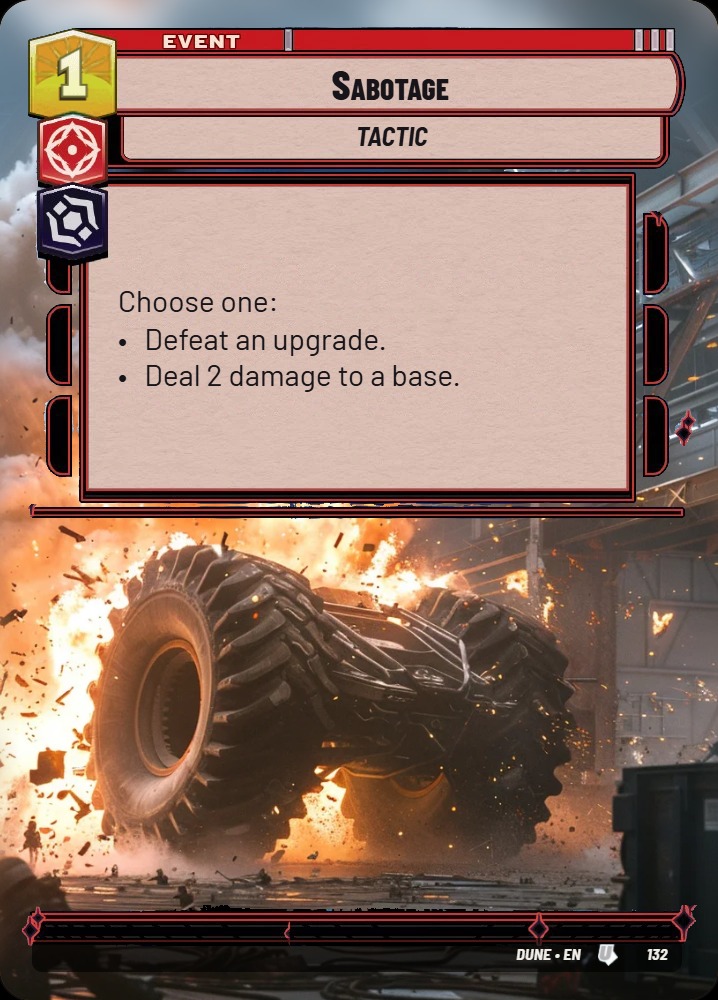 EVENT
1
SABOTAGE
TACTIC
Choose one:
• Defeat an upgrade.
• Deal 2 damage to a base.
DUNE • EN U 132